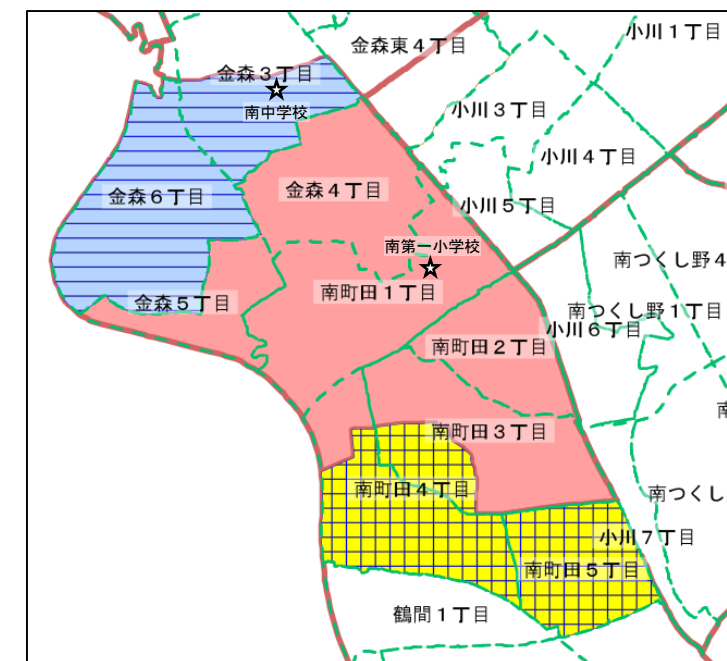 小川１丁目
金森東４丁目
金森３丁目
南中学校
小川３丁目
小川４丁目
金森４丁目
金森６丁目
小川５丁目
南第一小学校
南つくし野４
南町田１丁目
金森５丁目
南つくし野１丁目
小川６丁目
南町田２丁目
南
南町田３丁目
南町田４丁目
南つくし
小川７丁目
南町田５丁目
鶴間１丁目